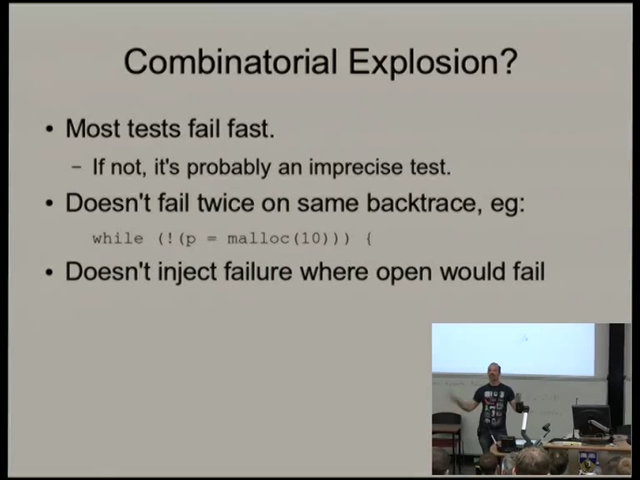 Combinatorial Explosion?
• Most tests fail fast.
– If not, it's probably an imprecise test.
• Doesn't fail twice on same backtrace, eg:
while (!(p = malloc(10))) {
• Doesn't inject failure where open would fail